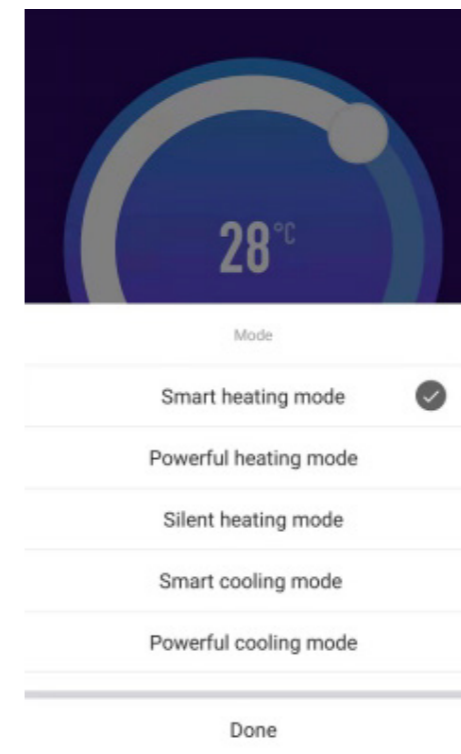 28°C
Mode
Smart heating mode
Powerful heating mode
Silent heating mode
Smart cooling mode
Powerful cooling mode
Done